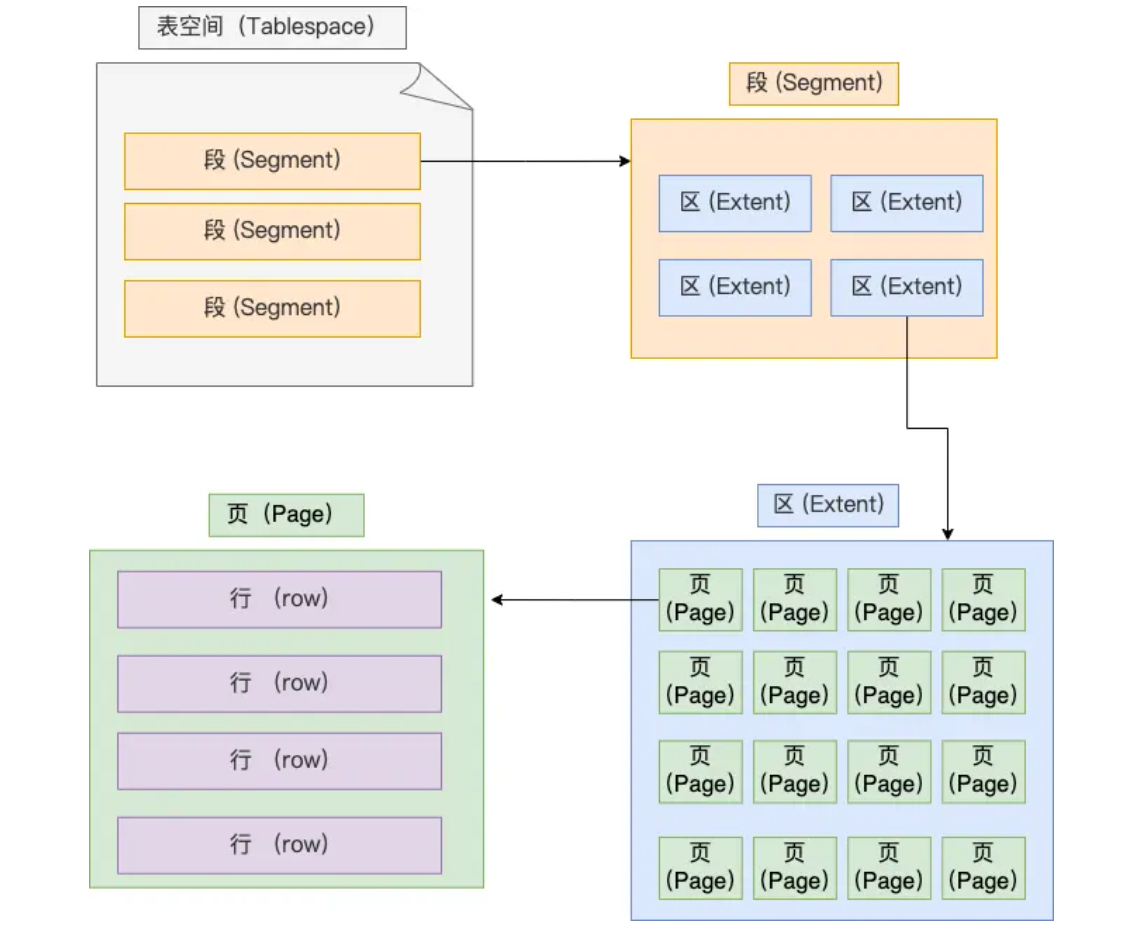 表空间（Tablespace）
段 (Segment)
段 (Segment)
段 (Segment)
段 (Segment)
区 (Extent)
区 (Extent)
区 (Extent)
区 (Extent)
页（Page）
行 （row）
行 （row）
行 （row）
行 （row）
区 (Extent)
页
(Page)
页
(Page)
页
(Page)
页
(Page)
页
(Page)
页
(Page)
页
(Page)
页
(Page)
页
(Page)
页
(Page)
页
(Page)
页
(Page)
页
(Page)
页
(Page)
页
(Page)
页
(Page)